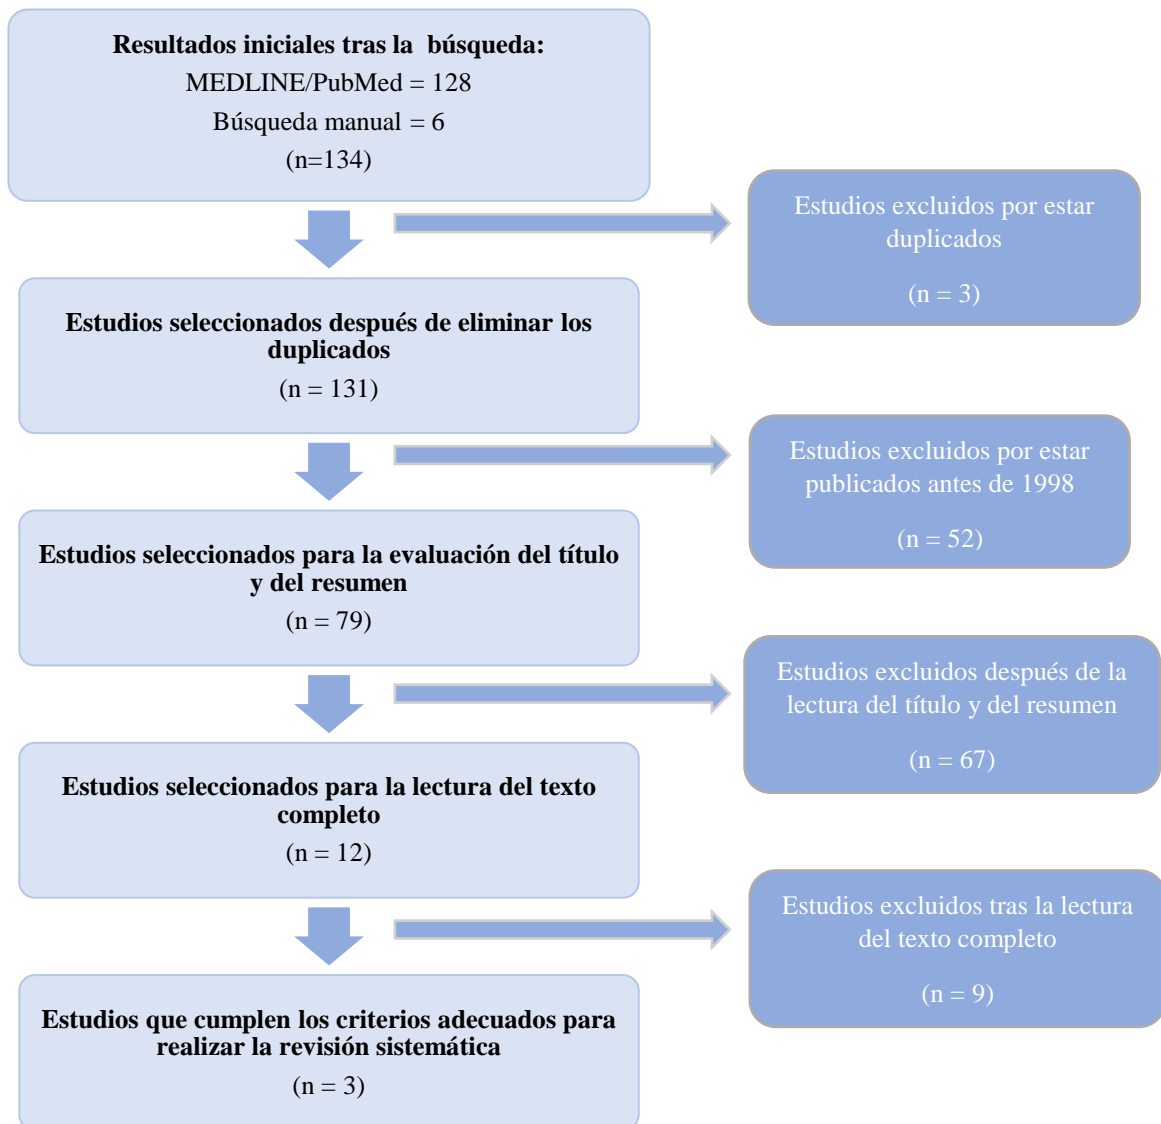 Resultados iniciales tras la búsqueda:
MEDLINE/PubMed = 128
Búsqueda manual = 6
(n=134)
Estudios excluidos por estar
duplicados
(n = 3)
Estudios seleccionados después de eliminar los
duplicados
(n = 131)
Estudios excluidos por estar
publicados antes de 1998
(n = 52)
Estudios seleccionados para la evaluación del título
y del resumen
(n = 79)
Estudios excluidos después de la
lectura del título y del resumen
(n = 67)
Estudios seleccionados para la lectura del texto
completo
(n = 12)
Estudios excluidos tras la lectura
del texto completo
(n = 9)
Estudios que cumplen los criterios adecuados para
realizar la revisión sistemática
(n = 3)